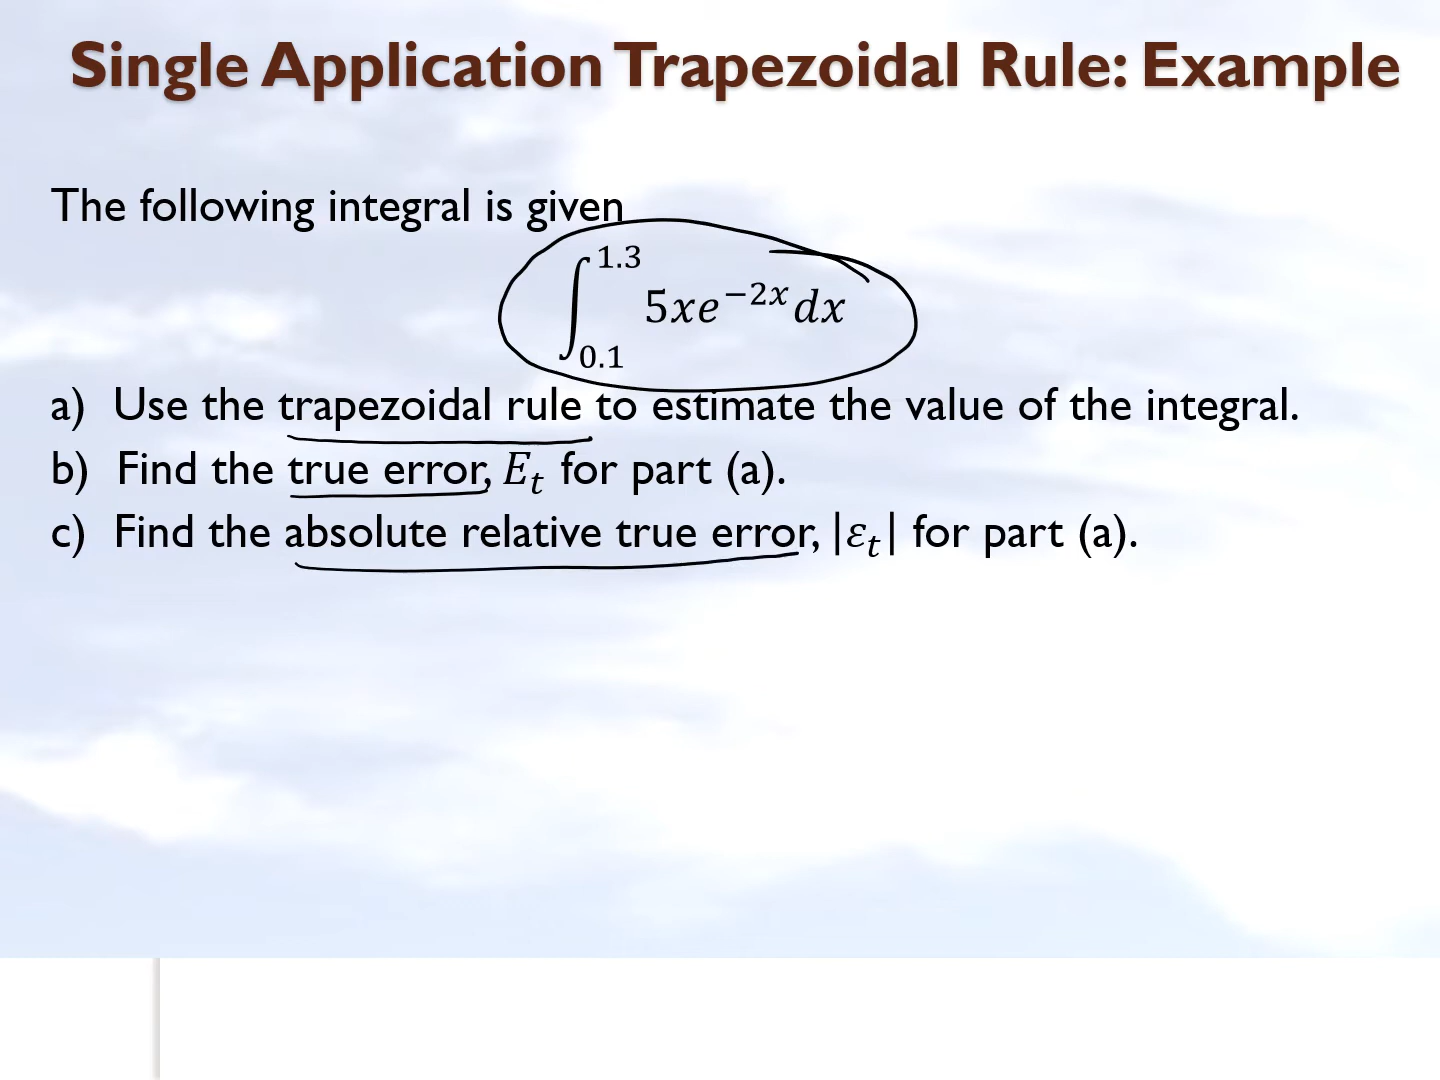 Single Application Trapezoidal Rule: Example
The following integral is given
∫₀.₁^1.3 5xe^{-2x} dx
a) Use the trapezoidal rule to estimate the value of the integral.
b) Find the true error, E_t for part (a).
c) Find the absolute relative true error, |ε_t| for part (a).